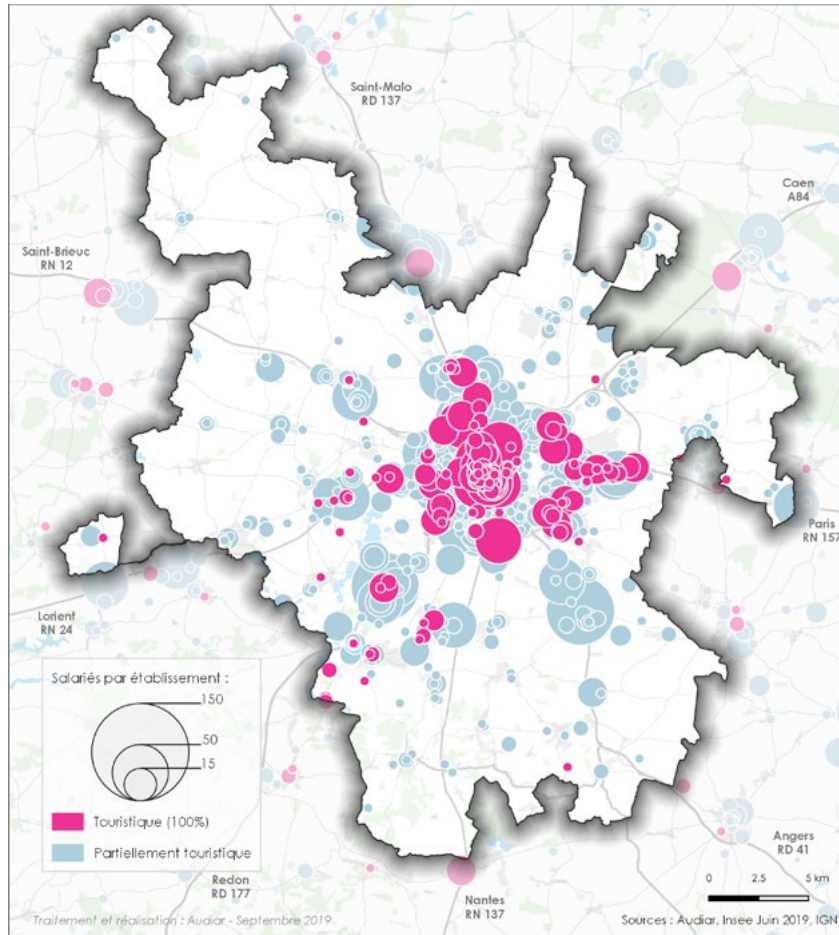 Saint-Malo
RD 137
Caen
A84
Saint-Brieuc
RN 12
Paris
RN 157
Lorient
RN 24
Salariés par établissement :
150
50
15
Touristique (100%)
Partiellement touristique
Redon
RD 177
Nantes
RN 137
Angers
RD 41
0 2.5 5 km
Traitement et réalisation : Audiar - Septembre 2019
Sources : Audiar, Insee Juin 2019, IGN